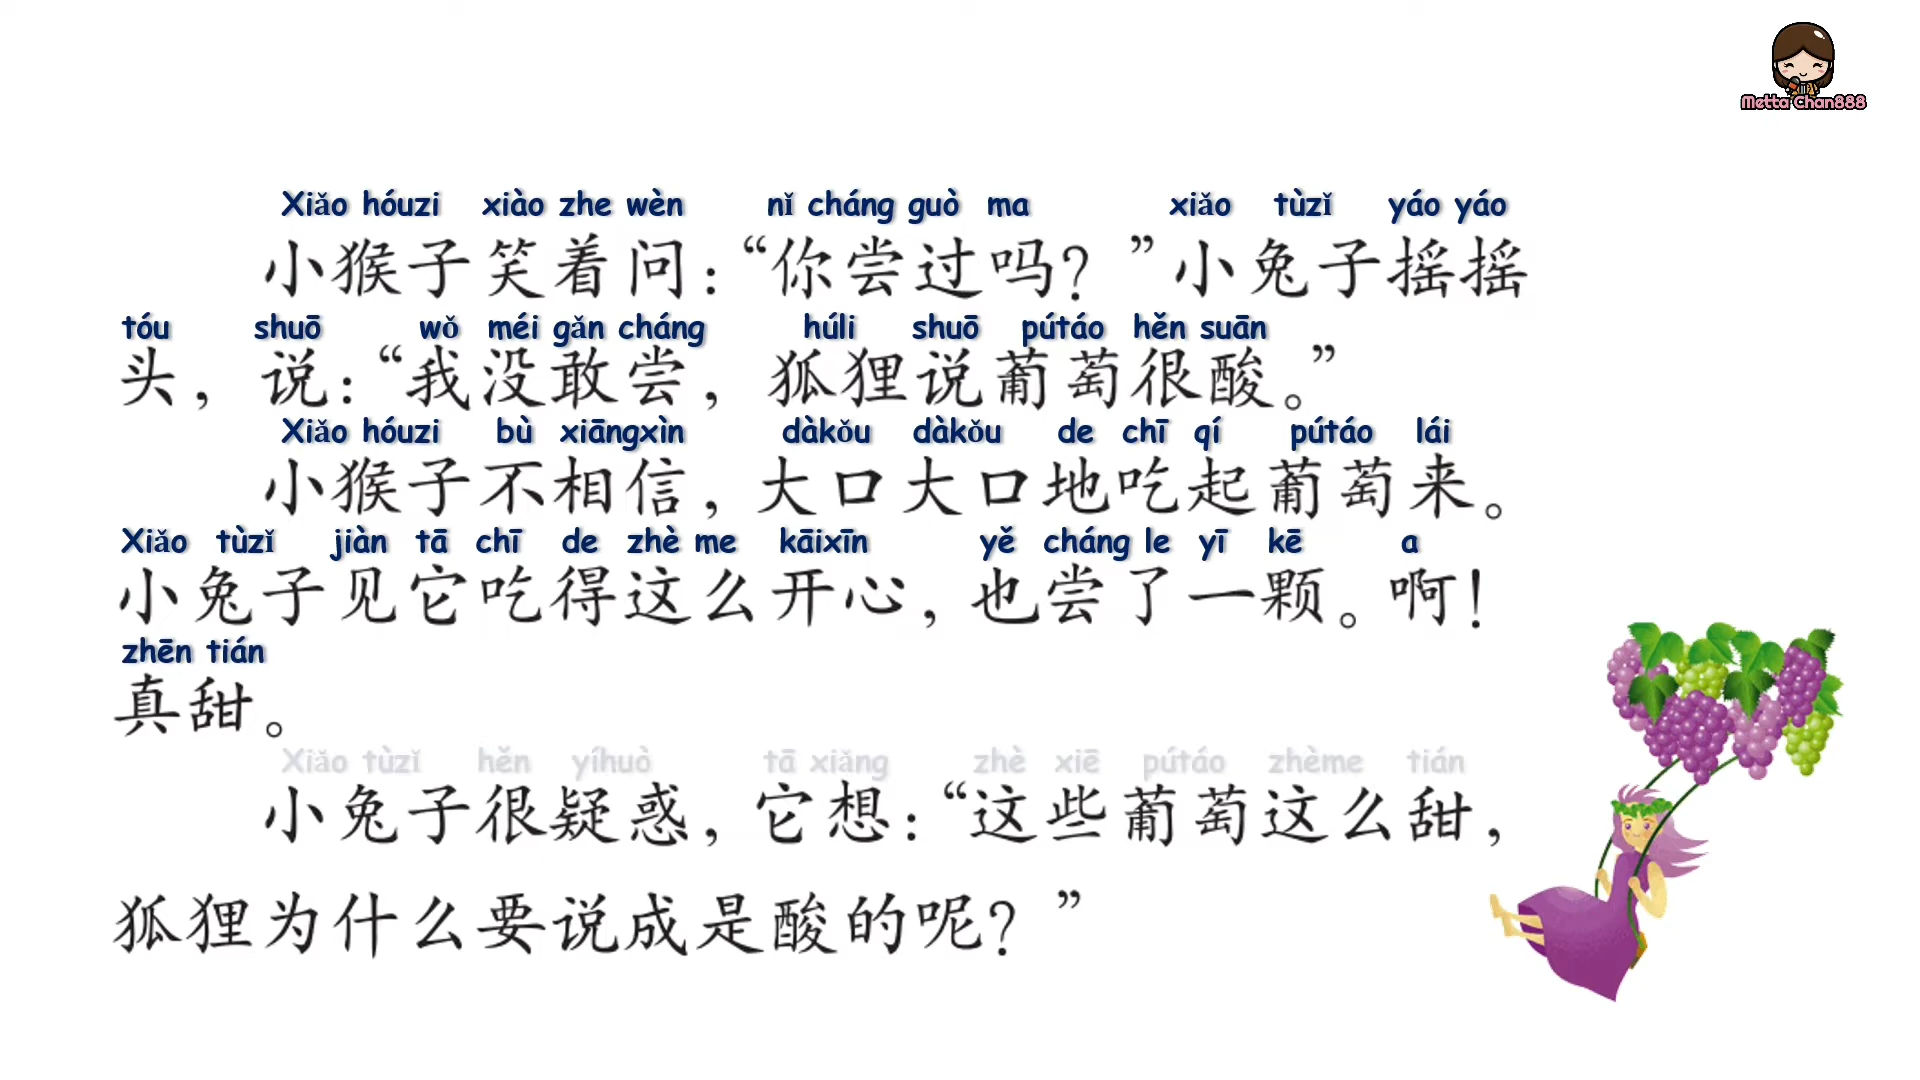 Metta Chan888
Xiǎo hóuzi xiào zhe wèn nǐ cháng guò ma xiǎo tùzǐ yáo yáo
小猴子笑着问：“你尝过吗？”小兔子摇摇
tóu shuō wǒ méi gǎn cháng húli shuō pútáo hěn suān
头，说：“我没敢尝，狐狸说葡萄很酸。”
Xiǎo hóuzi bù xiāngxìn dàkǒu dàkǒu de chī qí pútáo lái
小猴子不相信，大口大口地吃起葡萄来。
Xiǎo tùzǐ jiàn tā chī de zhè me kāixīn yě cháng le yī kē a
小兔子见它吃得这么开心，也尝了一颗。啊！
zhēn tián
真甜。
Xiǎo tùzǐ hěn yíhuò tā xiǎng zhè xiē pútáo zhème tián
小兔子很疑惑，它想：“这些葡萄这么甜，
狐狸为什么要说成是酸的呢？”